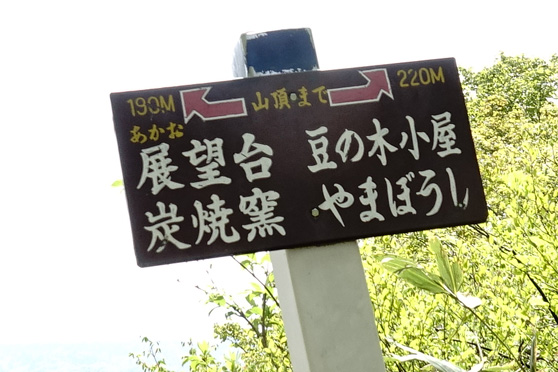 190M 山頂まで 220M
あかお
展望台 豆の木小屋
炭焼窯 やまぼうし